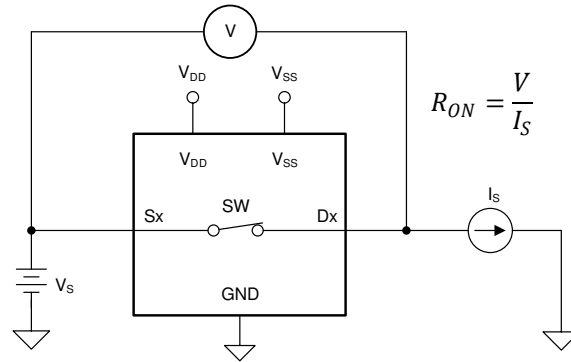 V
V_DD V_SS
R_ON = V/I_S
V_DD V_SS
SW
Sx Dx
I_S
V_S
GND